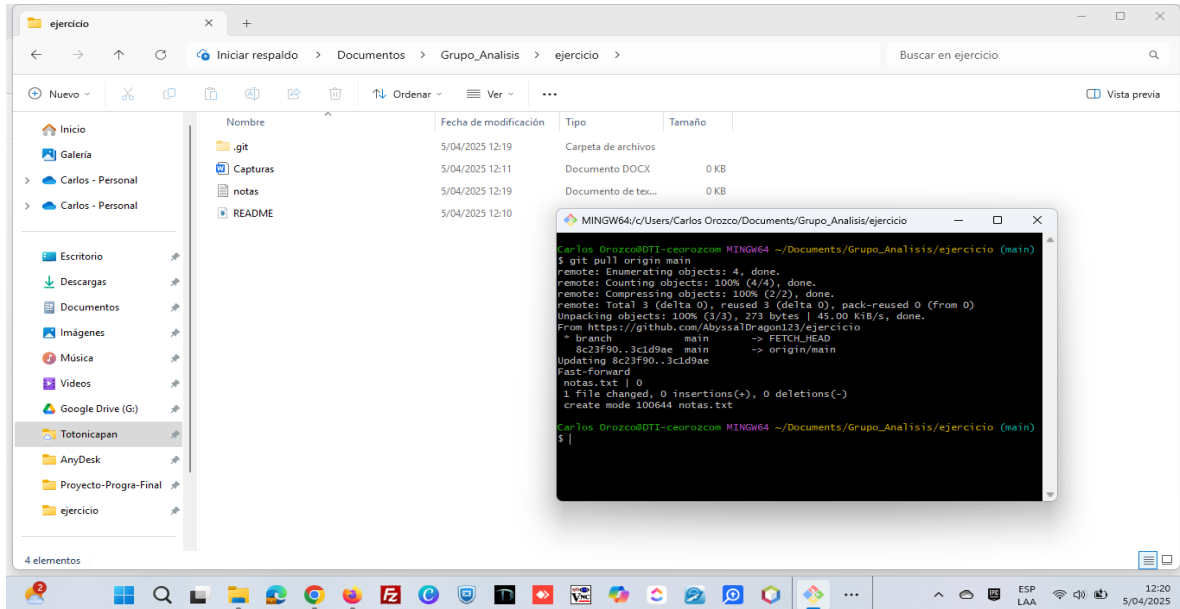 ejercicio
Iniciar respaldo > Documentos > Grupo_Analisis > ejercicio >
Buscar en ejercicio
Nuevo
Ordenar
Ver
Vista previa
Inicio
Galería
Carlos - Personal
Carlos - Personal
Escritorio
Descargas
Documentos
Imágenes
Música
Videos
Google Drive (G:)
Totonicapan
AnyDesk
Proyecto-Progra-Final
ejercicio
Nombre Fecha de modificación Tipo Tamaño
.git 5/04/2025 12:19 Carpeta de archivos
Capturas 5/04/2025 12:11 Documento DOCX 0 KB
notas 5/04/2025 12:19 Documento de tex... 0 KB
README 5/04/2025 12:10
MINGW64:/c/Users/Carlos Orozco/Documents/Grupo_Analisis/ejercicio
Carlos Orozco@DTI-ceorozcom MINGW64 ~/Documents/Grupo_Analisis/ejercicio (main)
$ git pull origin main
remote: Enumerating objects: 4, done.
remote: Counting objects: 100% (4/4), done.
remote: Compressing objects: 100% (2/2), done.
remote: Total 3 (delta 0), reused 3 (delta 0), pack-reused 0 (from 0)
Unpacking objects: 100% (3/3), 273 bytes | 45.00 KiB/s, done.
From https://github.com/AbyssalDragon123/ejercicio
* branch main -> FETCH_HEAD
8c23f90..3c1d9ae main -> origin/main
Updating 8c23f90..3c1d9ae
Fast-forward
notas.txt | 0
1 file changed, 0 insertions(+), 0 deletions(-)
create mode 100644 notas.txt
Carlos Orozco@DTI-ceorozcom MINGW64 ~/Documents/Grupo_Analisis/ejercicio (main)
$
4 elementos
2
ESP
LAA
12:20
5/04/2025